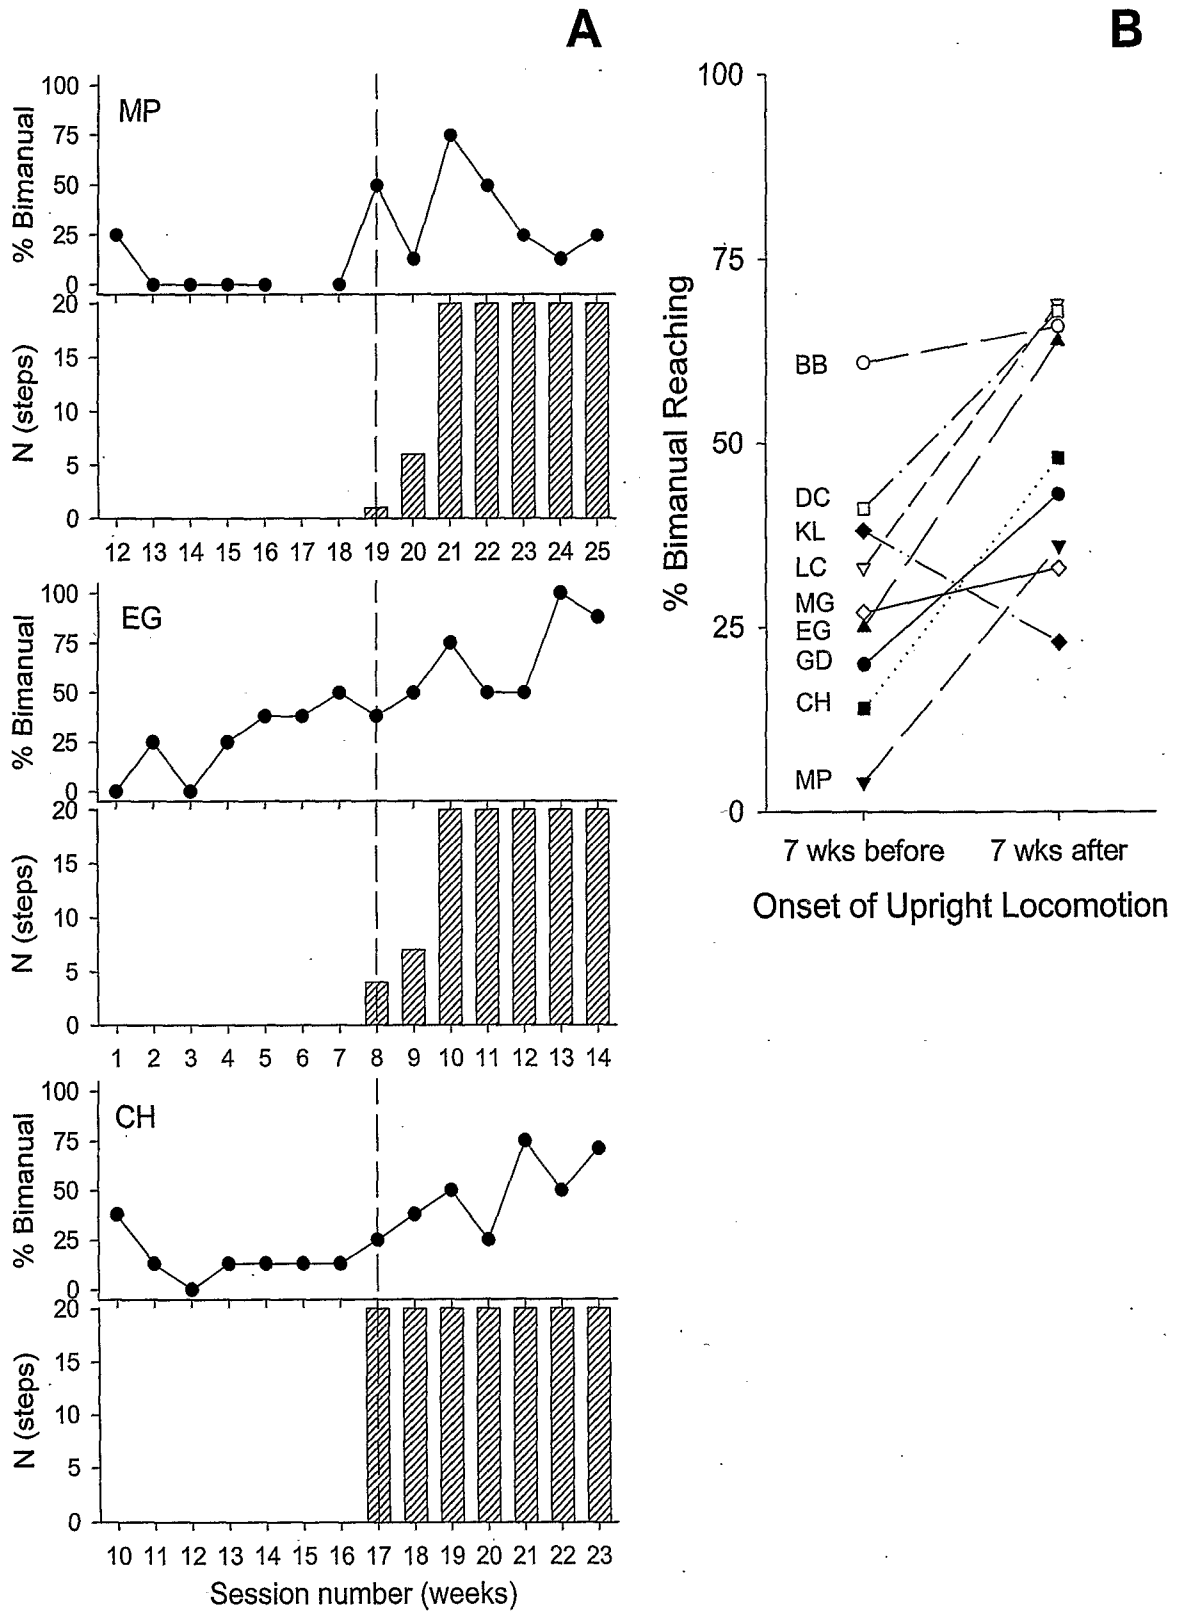 A
100
75
50
25
0
% Bimanual
MP
20
15
10
5
0
N (steps)
12 13 14 15 16 17 18 19 20 21 22 23 24 25
100
75
50
25
0
% Bimanual
EG
20
15
10
5
0
N (steps)
1 2 3 4 5 6 7 8 9 10 11 12 13 14
100
75
50
25
0
% Bimanual
CH
20
15
10
5
0
N (steps)
10 11 12 13 14 15 16 17 18 19 20 21 22 23
Session number (weeks)
B
100
75
50
25
0
% Bimanual Reaching
BB
DC
KL
LC
MG
EG
GD
CH
MP
7 wks before 7 wks after
Onset of Upright Locomotion